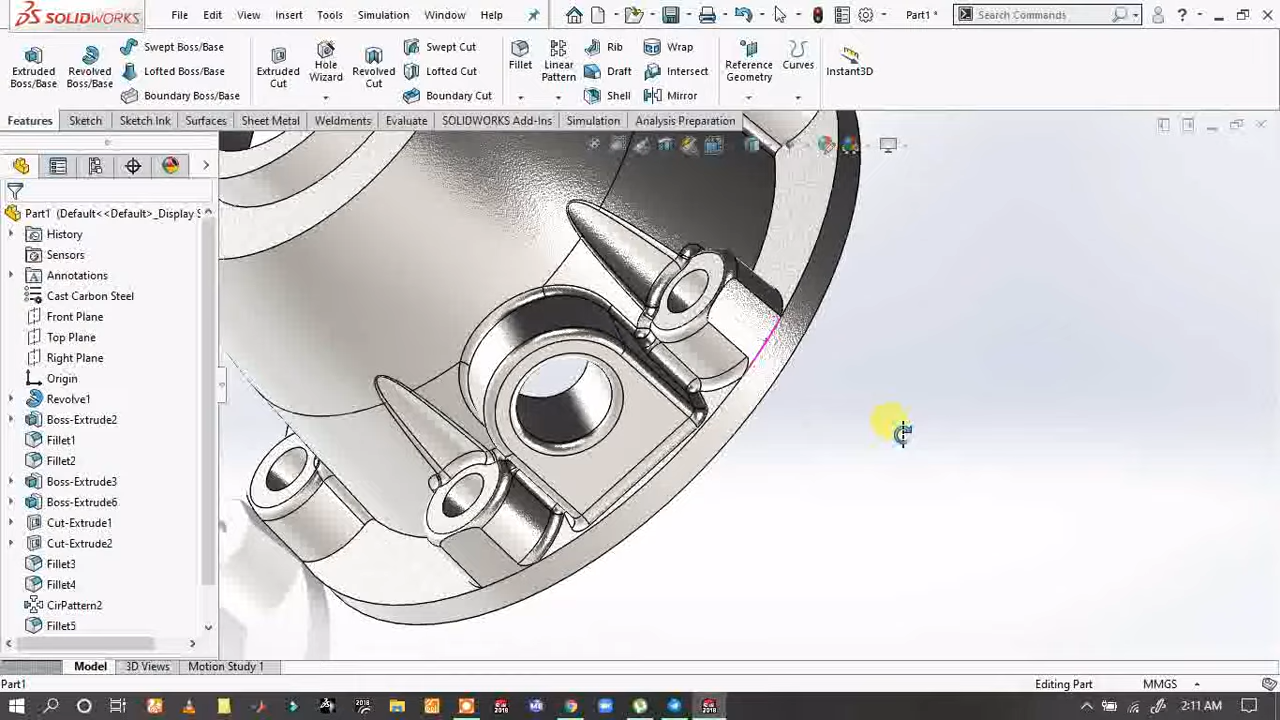 SOLIDWORKS
File Edit View Insert Tools Simulation Window Help
Part1 *
Search Commands
Extruded Boss/Base
Revolved Boss/Base
Swept Boss/Base
Lofted Boss/Base
Boundary Boss/Base
Extruded Cut
Hole Wizard
Revolved Cut
Swept Cut
Lofted Cut
Boundary Cut
Fillet
Linear Pattern
Rib
Draft
Shell
Wrap
Intersect
Mirror
Reference Geometry
Curves
Instant3D
Features Sketch Sketch Ink Surfaces Sheet Metal Weldments Evaluate SOLIDWORKS Add-Ins Simulation Analysis Preparation
Part1 (Default<<Default>_Display S
History
Sensors
Annotations
Cast Carbon Steel
Front Plane
Top Plane
Right Plane
Origin
Revolve1
Boss-Extrude2
Fillet1
Fillet2
Boss-Extrude3
Boss-Extrude6
Cut-Extrude1
Cut-Extrude2
Fillet3
Fillet4
CirPattern2
Fillet5
Model 3D Views Motion Study 1
Part1
Editing Part
MMGS
2:11 AM